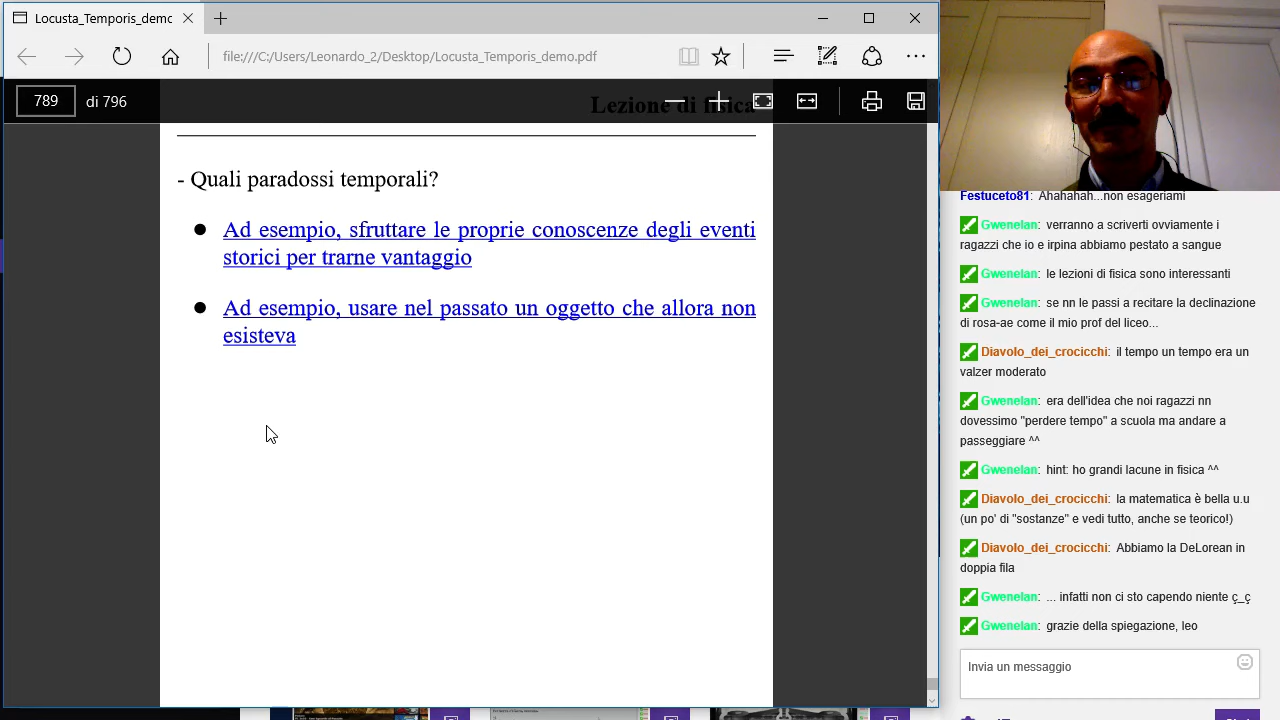 Locusta_Temporis_demo
file:///C:/Users/Leonardo_2/Desktop/Locusta_Temporis_demo.pdf
789 di 796
Lezione di fisica
- Quali paradossi temporali?
Ad esempio, sfruttare le proprie conoscenze degli eventi
storici per trarne vantaggio
Ad esempio, usare nel passato un oggetto che allora non
esisteva
Festuceto81: Ahahahah...non esageriami
Gwenelan: verranno a scriverti ovviamente i
ragazzi che io e irpina abbiamo pestato a sangue
Gwenelan: le lezioni di fisica sono interessanti
Gwenelan: se nn le passi a recitare la declinazione
di rosa-ae come il mio prof del liceo...
Diavolo_dei_crocicchi: il tempo un tempo era un
valzer moderato
Gwenelan: era dell'idea che noi ragazzi nn
dovessimo "perdere tempo" a scuola ma andare a
passeggiare ^^
Gwenelan: hint: ho grandi lacune in fisica ^^
Diavolo_dei_crocicchi: la matematica è bella u.u
(un po' di "sostanze" e vedi tutto, anche se teorico!)
Diavolo_dei_crocicchi: Abbiamo la DeLorean in
doppia fila
Gwenelan: ... infatti non ci sto capendo niente ç_ç
Gwenelan: grazie della spiegazione, leo
Invia un messaggio